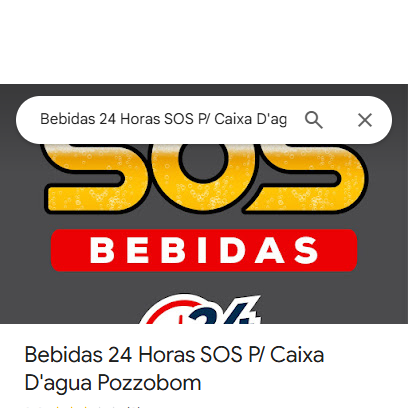 Bebidas 24 Horas SOS P/ Caixa D'ag
SOS
BEBIDAS
24
Bebidas 24 Horas SOS P/ Caixa
D'agua Pozzobom